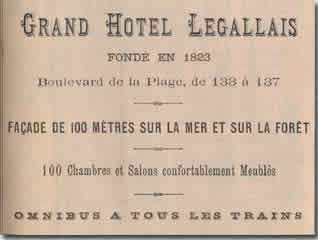 GRAND HOTEL LEGALLAIS
FONDÉ EN 1823
Boulevard de la Plage, de 133 à 137
FAÇADE DE 100 MÈTRES SUR LA MER ET SUR LA FORÊT
100 Chambres et Salons confortablement Meublés
OMNIBUS A TOUS LES TRAINS